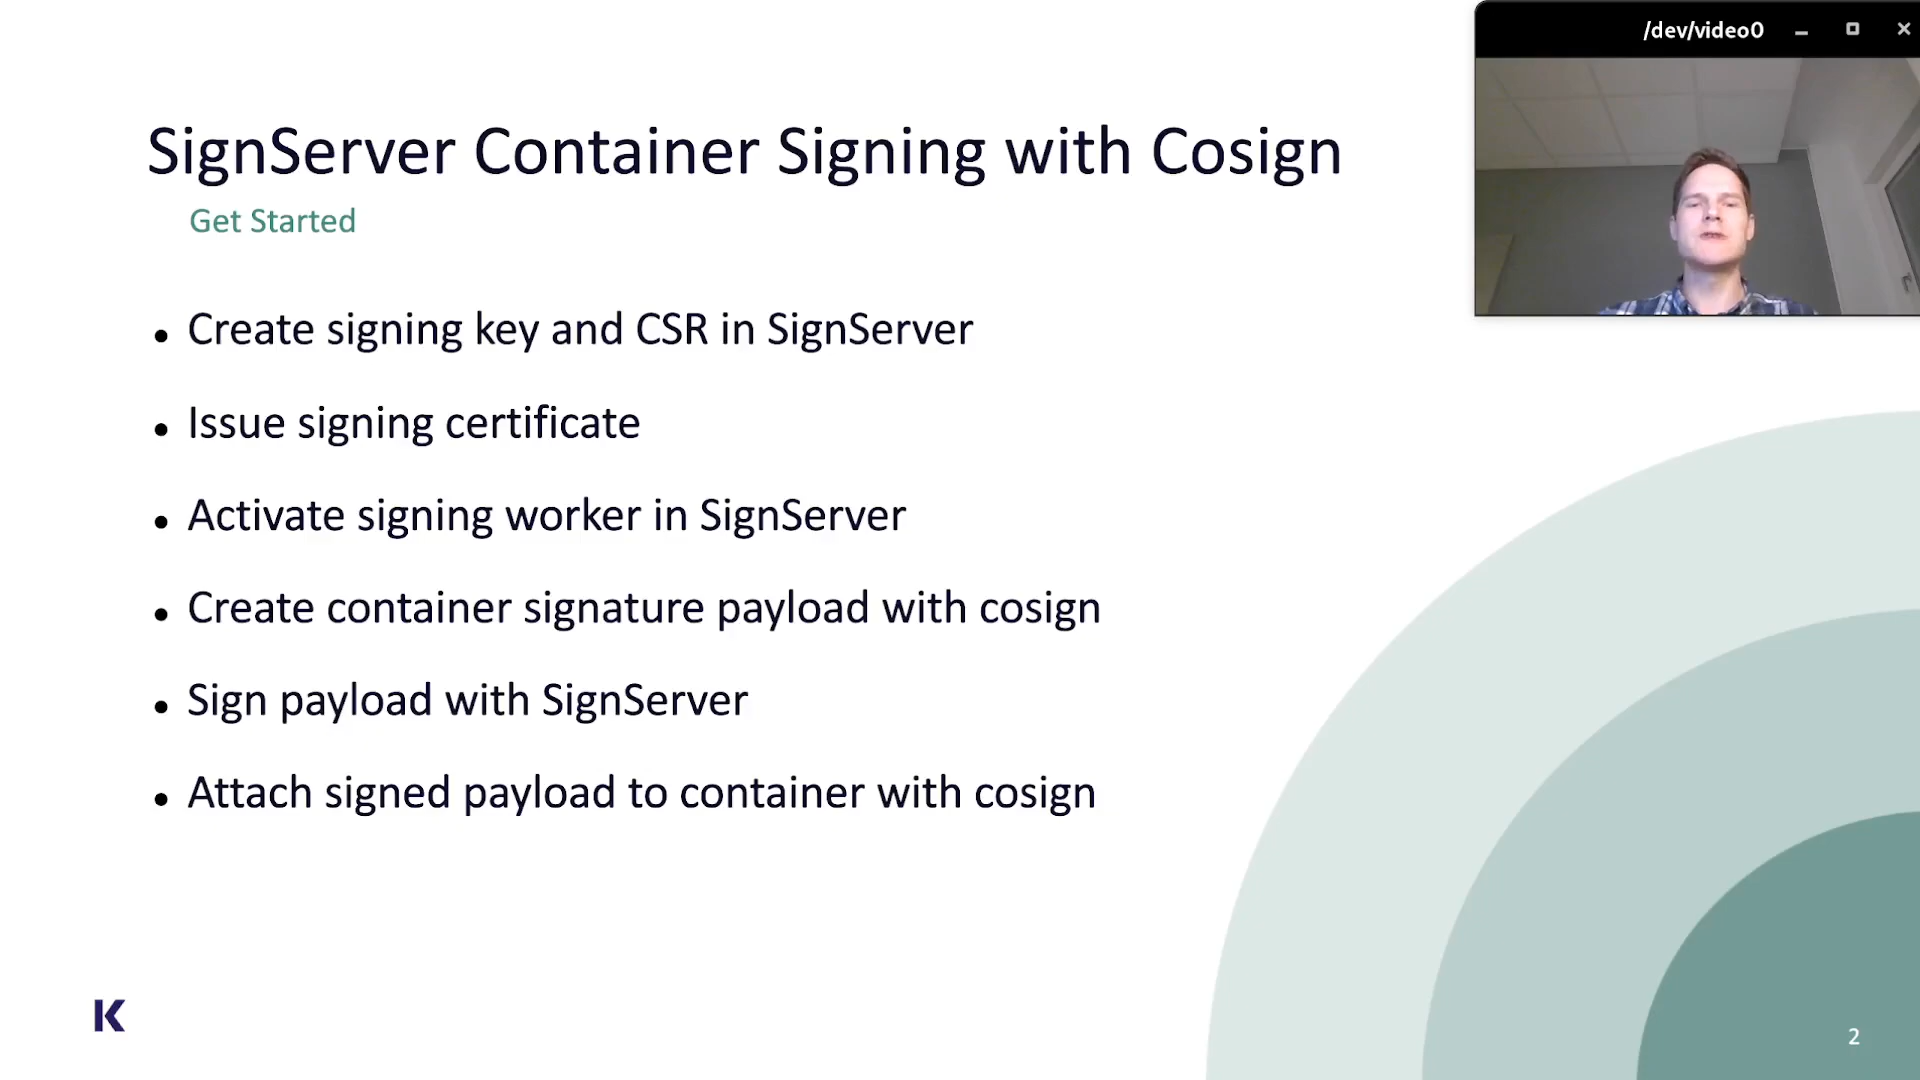 /dev/video0
SignServer Container Signing with Cosign
Get Started
• Create signing key and CSR in SignServer
• Issue signing certificate
• Activate signing worker in SignServer
• Create container signature payload with cosign
• Sign payload with SignServer
• Attach signed payload to container with cosign
K
2